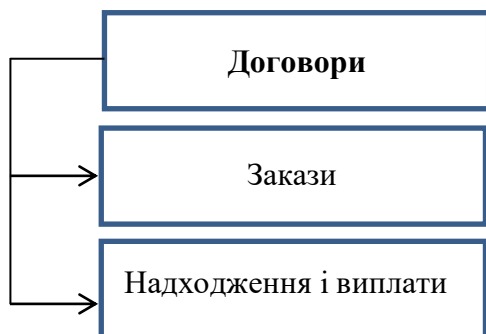 Договори
Закази
Надходження і виплати